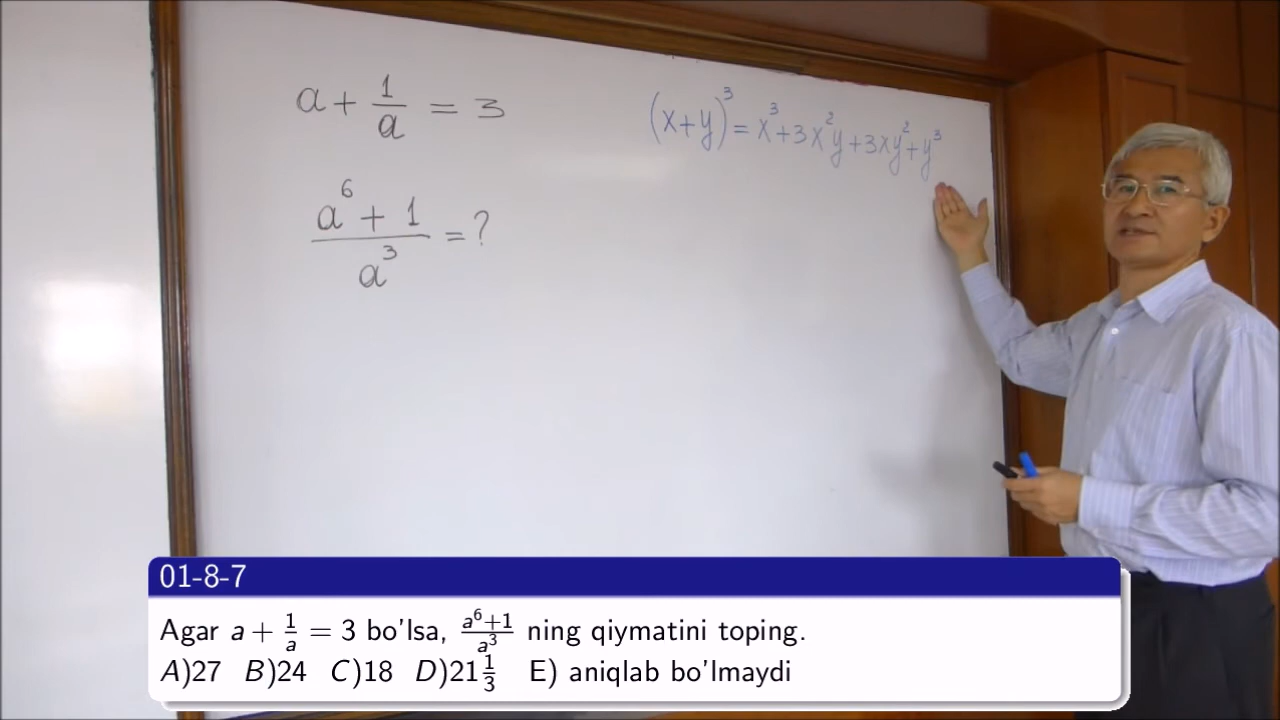 a + 1/a = 3
(x+y)³ = x³+3x²y+3xy²+y³
(a⁶+1)/a³ = ?
01-8-7
Agar a + 1/a = 3 bo'lsa, (a⁶+1)/a³ ning qiymatini toping.
A)27 B)24 C)18 D)21 1/3 E) aniqlab bo'lmaydi